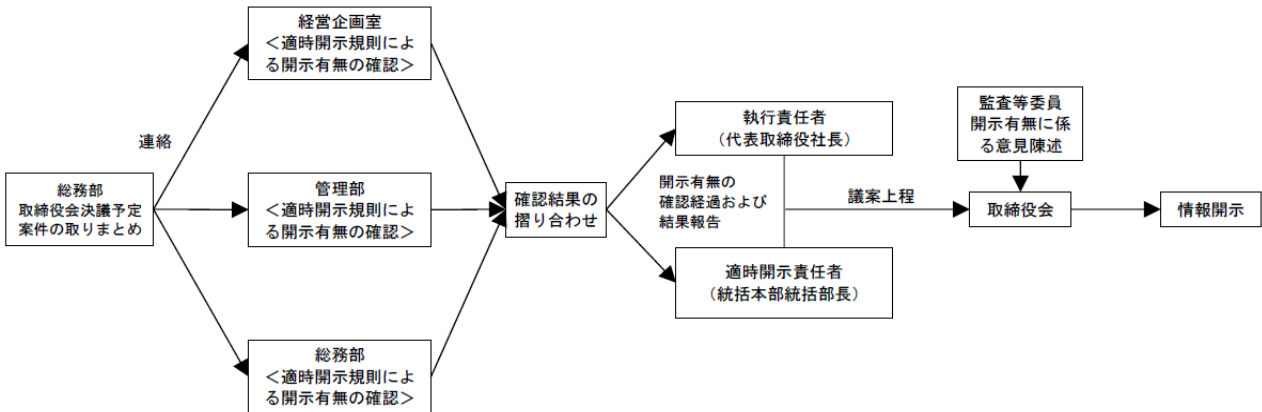 経営企画室
＜適時開示規則によ
る開示有無の確認＞
連絡
総務部
取締役会決議予定
案件の取りまとめ
管理部
＜適時開示規則によ
る開示有無の確認＞
総務部
＜適時開示規則によ
る開示有無の確認＞
確認結果の
摺り合わせ
執行責任者
（代表取締役社長）
開示有無の
確認経過および
結果報告
適時開示責任者
（統括本部統括部長）
議案上程
監査等委員
開示有無に係
る意見陳述
取締役会
情報開示